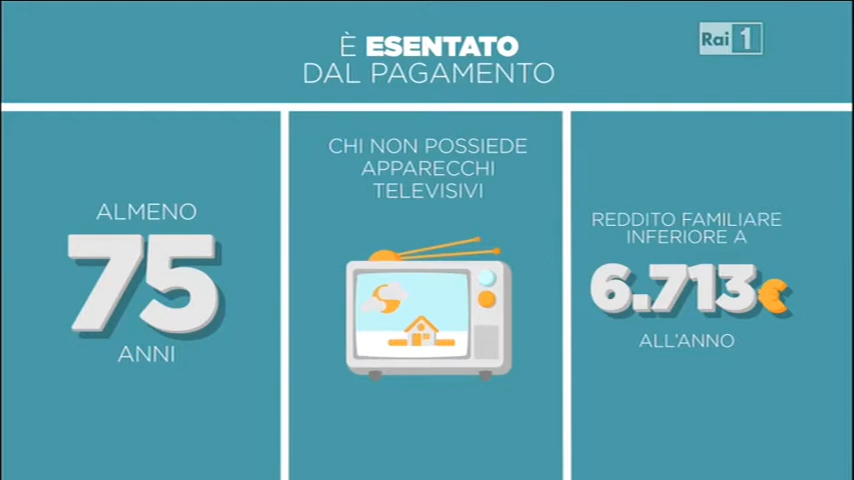 È ESENTATO
DAL PAGAMENTO
Rai 1
ALMENO
75
ANNI
CHI NON POSSIEDE
APPARECCHI
TELEVISIVI
REDDITO FAMILIARE
INFERIORE A
6.713€
ALL'ANNO